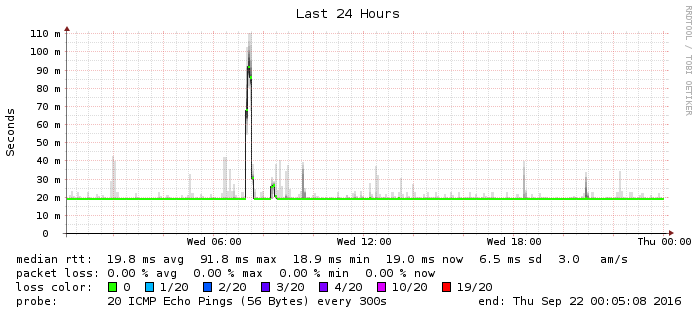 Last 24 Hours
RRDTOOL / TOBI OETIKER
Seconds
110 m
100 m
90 m
80 m
70 m
60 m
50 m
40 m
30 m
20 m
10 m
0
Wed 06:00 Wed 12:00 Wed 18:00 Thu 00:00
median rtt: 19.8 ms avg 91.8 ms max 18.9 ms min 19.0 ms now 6.5 ms sd 3.0 am/s
packet loss: 0.00 % avg 0.00 % max 0.00 % min 0.00 % now
loss color: 0 1/20 2/20 3/20 4/20 10/20 19/20
probe: 20 ICMP Echo Pings (56 Bytes) every 300s end: Thu Sep 22 00:05:08 2016